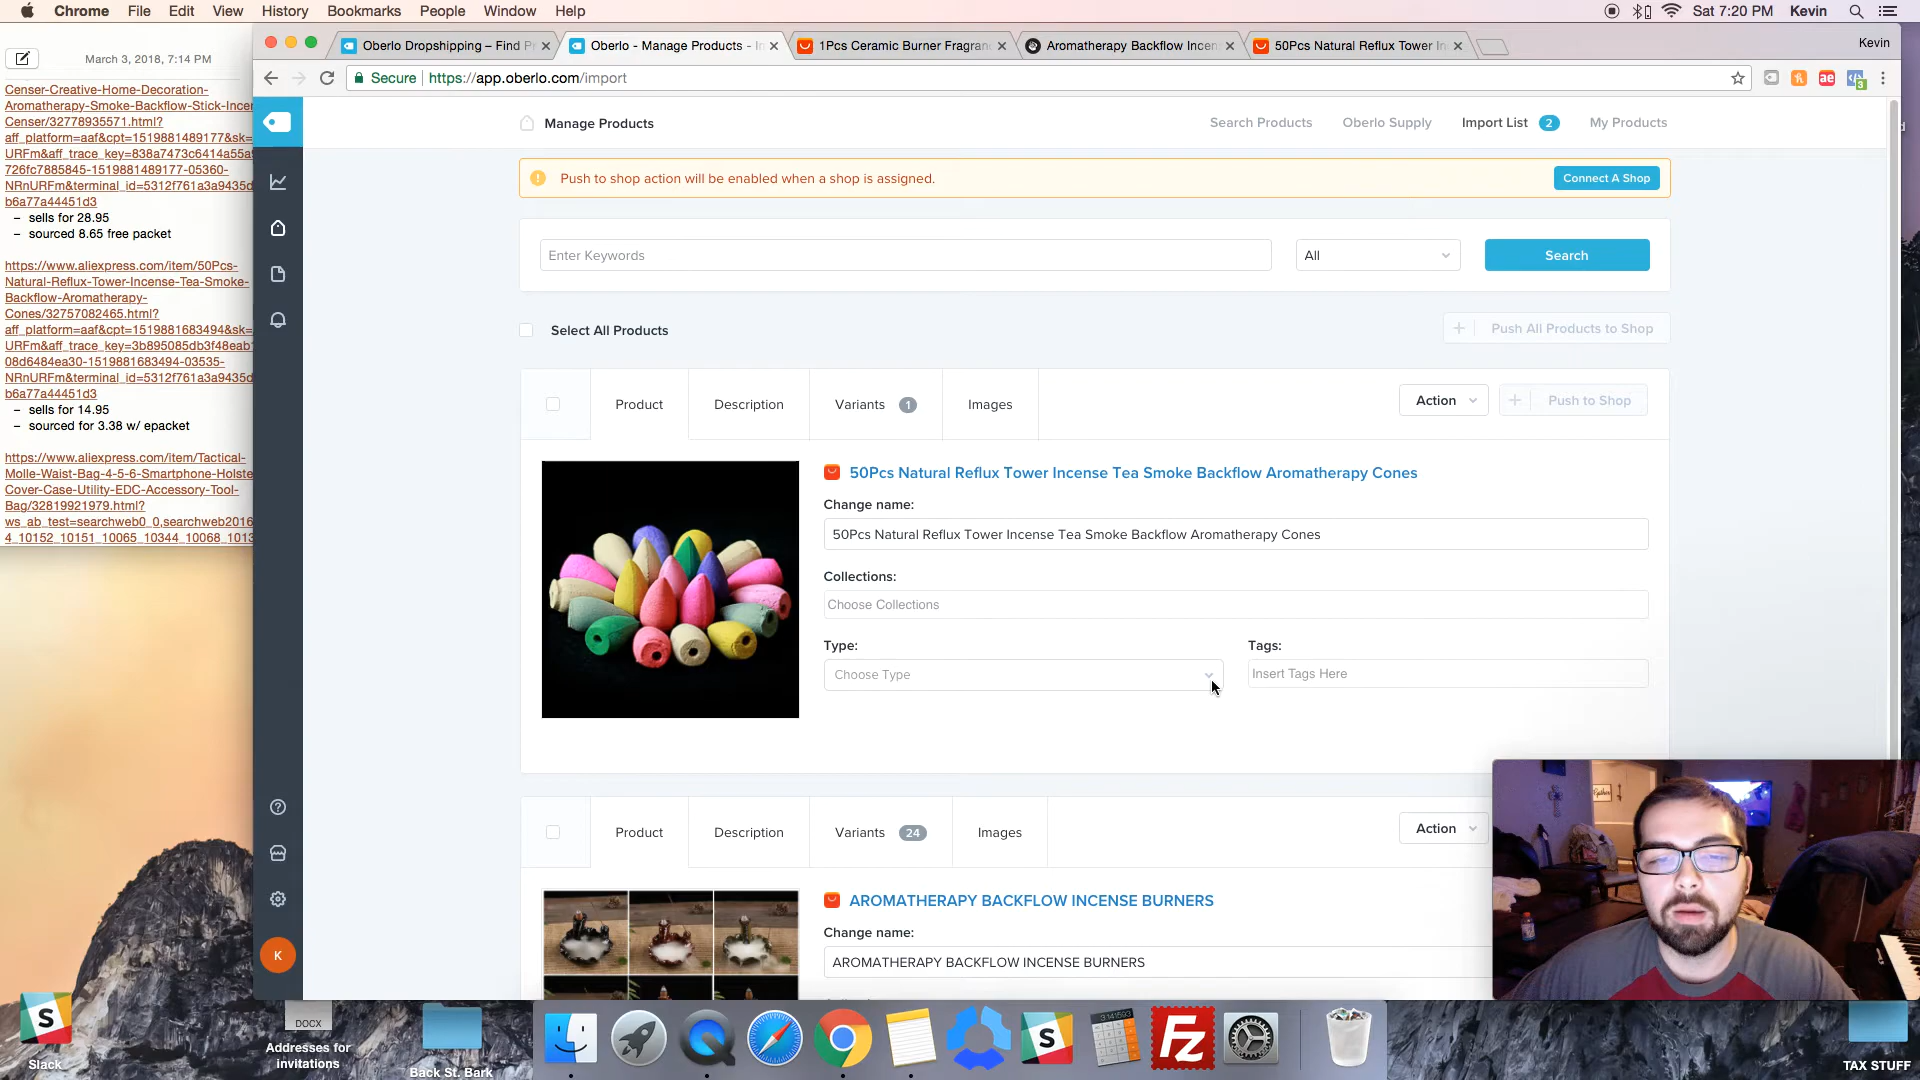 Chrome File Edit View History Bookmarks People Window Help
Sat 7:20 PM Kevin
March 3, 2018, 7:14 PM
Censer-Creative-Home-Decoration-
Aromatherapy-Smoke-Backflow-Stick-Incen
Censer/32778935571.html?
aff_platform=aaf&cpt=1519881489177&sk=
URFm&aff_trace_key=838a7473c6414a55a
726fc7885845-1519881489177-05360-
NRnURFm&terminal_id=5312f761a3a9435d
b6a77a44451d3
– sells for 28.95
– sourced 8.65 free packet
https://www.aliexpress.com/item/50Pcs-
Natural-Reflux-Tower-Incense-Tea-Smoke-
Backflow-Aromatherapy-
Cones/32757082465.html?
aff_platform=aaf&cpt=1519881683494&sk=
URFm&aff_trace_key=3b895085db3f48eab
08d6484ea30-1519881683494-03535-
NRnURFm&terminal_id=5312f761a3a9435d
b6a77a44451d3
– sells for 14.95
– sourced for 3.38 w/ epacket
https://www.aliexpress.com/item/Tactical-
Molle-Waist-Bag-4-5-6-Smartphone-Holste
Cover-Case-Utility-EDC-Accessory-Tool-
Bag/32819921979.html?
ws_ab_test=searchweb0_0,searchweb2016
4_10152_10151_10065_10344_10068_1013
Oberlo Dropshipping – Find P
Oberlo - Manage Products - I
1Pcs Ceramic Burner Fragran
Aromatherapy Backflow Incen
50Pcs Natural Reflux Tower In
Kevin
Secure https://app.oberlo.com/import
ae
3
Manage Products
Search Products Oberlo Supply Import List 2 My Products
Push to shop action will be enabled when a shop is assigned.
Connect A Shop
Enter Keywords
All
Search
Select All Products
+ Push All Products to Shop
Product Description Variants 1 Images
Action
+ Push to Shop
50Pcs Natural Reflux Tower Incense Tea Smoke Backflow Aromatherapy Cones
Change name:
50Pcs Natural Reflux Tower Incense Tea Smoke Backflow Aromatherapy Cones
Collections:
Choose Collections
Type:
Tags:
Choose Type
Insert Tags Here
Product Description Variants 24 Images
Action
AROMATHERAPY BACKFLOW INCENSE BURNERS
Change name:
AROMATHERAPY BACKFLOW INCENSE BURNERS
K
Gather
S
Slack
DOCX
Addresses for
invitations
Back St. Bark
S
3.141593
Fz
TAX STUFF